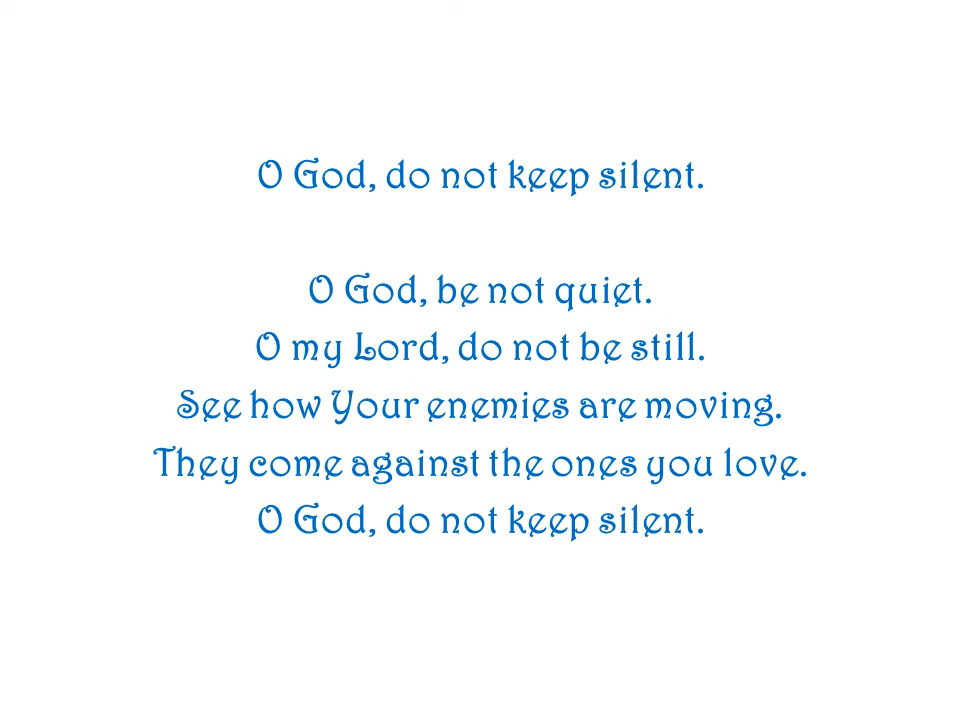 O God, do not keep silent.
O God, be not quiet.
O my Lord, do not be still.
See how Your enemies are moving.
They come against the ones you love.
O God, do not keep silent.